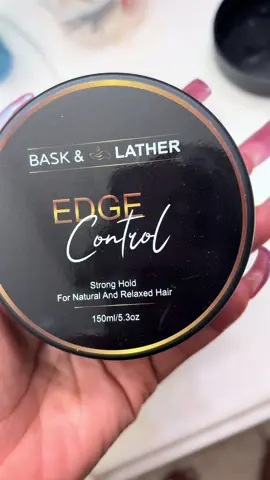 BASK & LATHER
EDGE
Control
Strong Hold
For Natural And Relaxed Hair
150ml/5.3oz